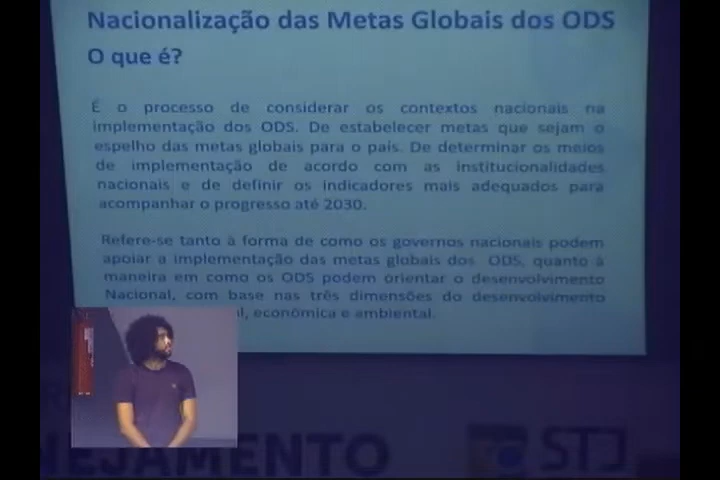 Nacionalização das Metas Globais dos ODS
O que é?
É o processo de considerar os contextos nacionais na
implementação dos ODS. De estabelecer metas que sejam o
espelho das metas globais para o país. De determinar os meios
de implementação de acordo com as institucionalidades
nacionais e de definir os indicadores mais adequados para
acompanhar o progresso até 2030.
Refere-se tanto à forma de como os governos nacionais podem
apoiar a implementação das metas globais dos ODS, quanto à
maneira em como os ODS podem orientar o desenvolvimento
Nacional, com base nas três dimensões do desenvolvimento
l, econômica e ambiental.
NEJAMENTO
STJ